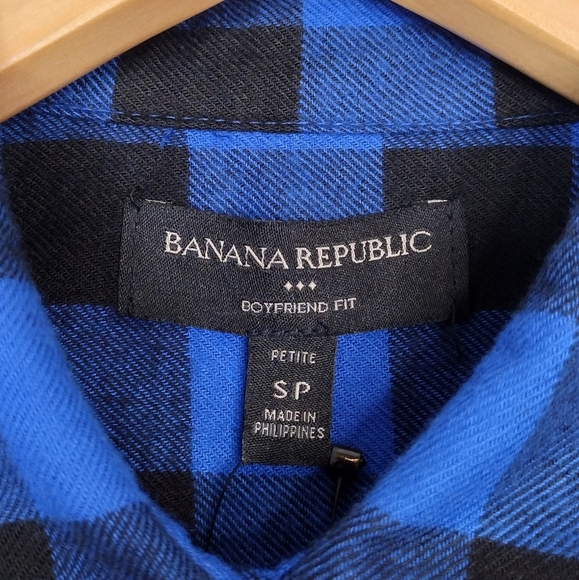 BANANA REPUBLIC
BOYFRIEND FIT
PETITE
SP
MADE IN
PHILIPPINES